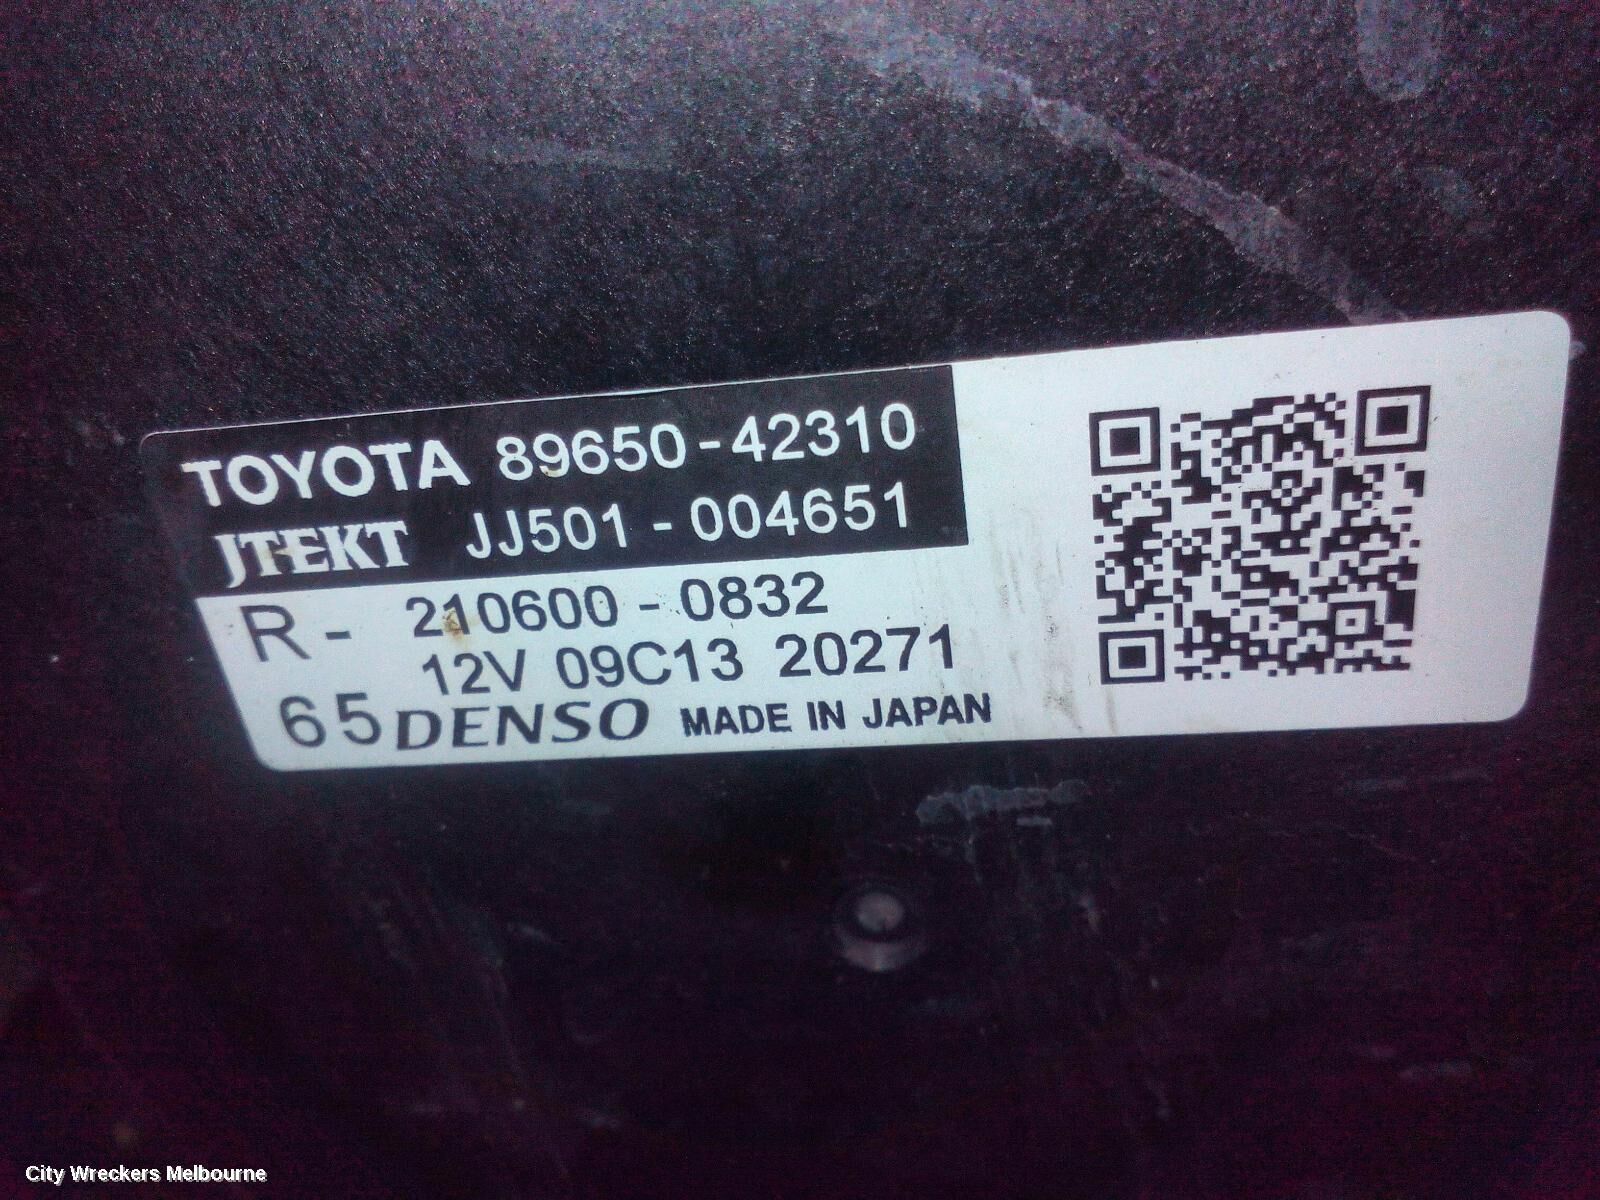 TOYOTA 89650-42310
JTEKT JJ501-004651
R- 210600-0832
12V 09C13 20271
65 DENSO MADE IN JAPAN
City Wreckers Melbourne